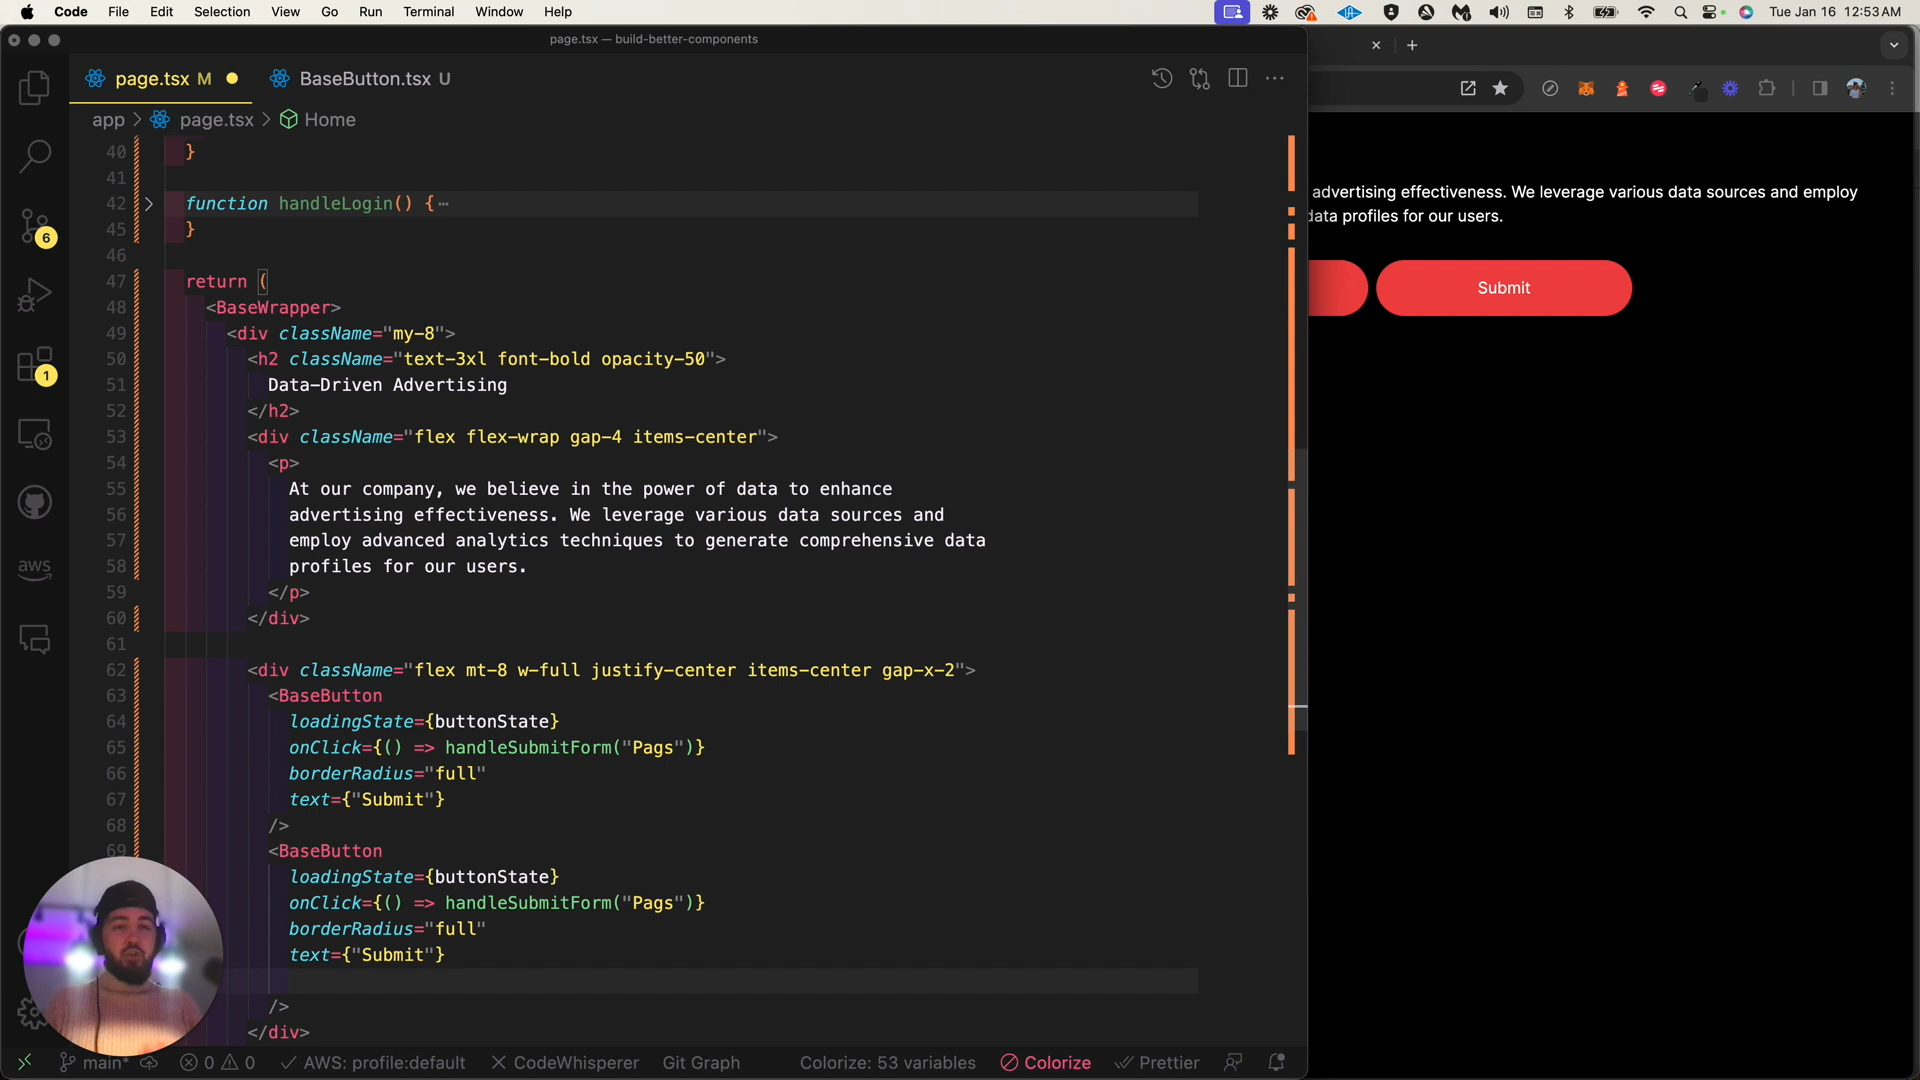 Code File Edit Selection View Go Run Terminal Window Help Tue Jan 16 12:53 AM
page.tsx — build-better-components
page.tsx M BaseButton.tsx U
app > page.tsx > Home
40 }
41
42 function handleLogin() { ⋯
45 }
46
47 return (
48 <BaseWrapper>
49 <div className="my-8">
50 <h2 className="text-3xl font-bold opacity-50">
51 Data-Driven Advertising
52 </h2>
53 <div className="flex flex-wrap gap-4 items-center">
54 <p>
55 At our company, we believe in the power of data to enhance
56 advertising effectiveness. We leverage various data sources and
57 employ advanced analytics techniques to generate comprehensive data
58 profiles for our users.
59 </p>
60 </div>
61
62 <div className="flex mt-8 w-full justify-center items-center gap-x-2">
63 <BaseButton
64 loadingState={buttonState}
65 onClick={() => handleSubmitForm("Pags")}
66 borderRadius="full"
67 text={"Submit"}
68 />
69 <BaseButton
loadingState={buttonState}
onClick={() => handleSubmitForm("Pags")}
borderRadius="full"
text={"Submit"}
/>
</div>
6
1
aws
main* 0 0 AWS: profile:default CodeWhisperer Git Graph Colorize: 53 variables Colorize Prettier
advertising effectiveness. We leverage various data sources and employ
data profiles for our users.
Submit